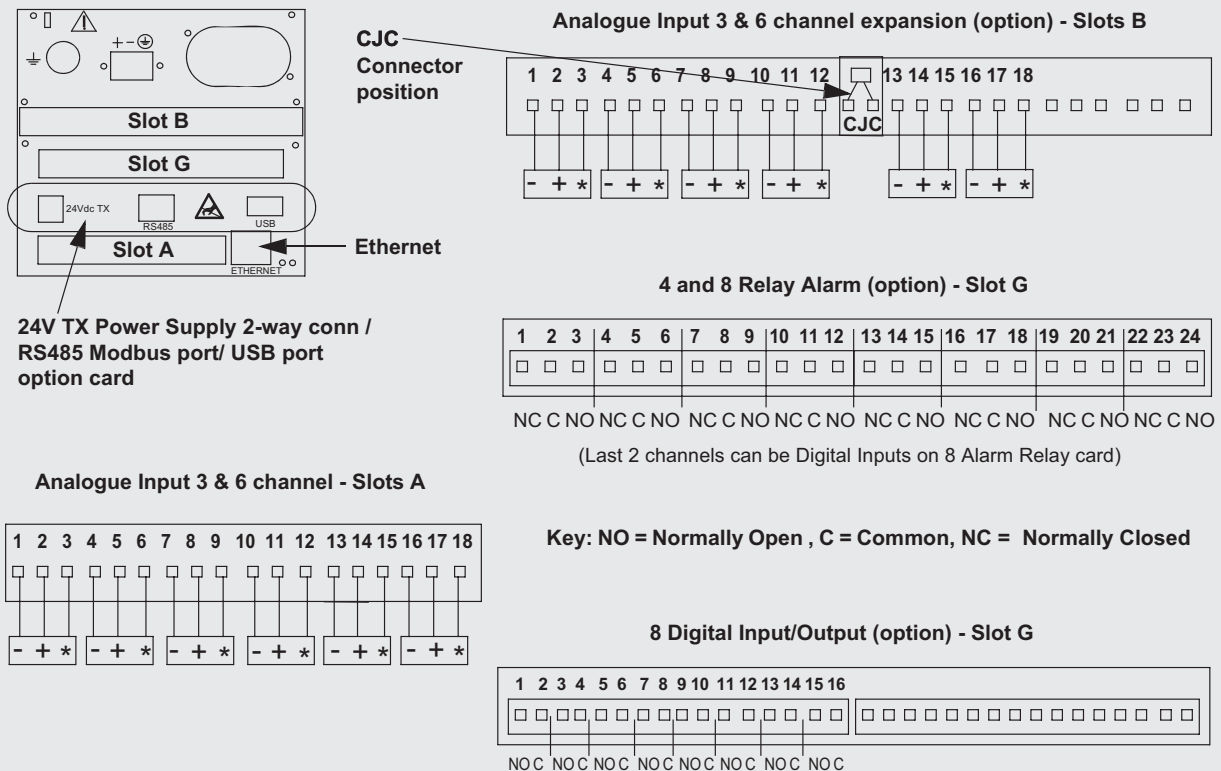 + -
Slot B
Slot G
24Vdc TX
RS485
USB
Slot A
ETHERNET
CJC
Connector
position
Ethernet
24V TX Power Supply 2-way conn /
RS485 Modbus port/ USB port
option card
Analogue Input 3 & 6 channel expansion (option) - Slots B
1 2 3 4 5 6 7 8 9 10 11 12 13 14 15 16 17 18
CJC
- + * - + * - + * - + * - + * - + *
4 and 8 Relay Alarm (option) - Slot G
1 2 3 4 5 6 7 8 9 10 11 12 13 14 15 16 17 18 19 20 21 22 23 24
NC C NO NC C NO NC C NO NC C NO NC C NO NC C NO NC C NO NC C NO
(Last 2 channels can be Digital Inputs on 8 Alarm Relay card)
Analogue Input 3 & 6 channel - Slots A
1 2 3 4 5 6 7 8 9 10 11 12 13 14 15 16 17 18
- + * - + * - + * - + * - + * - + *
Key: NO = Normally Open , C = Common, NC = Normally Closed
8 Digital Input/Output (option) - Slot G
1 2 3 4 5 6 7 8 9 10 11 12 13 14 15 16
NO C NO C NO C NO C NO C NO C NO C NO C